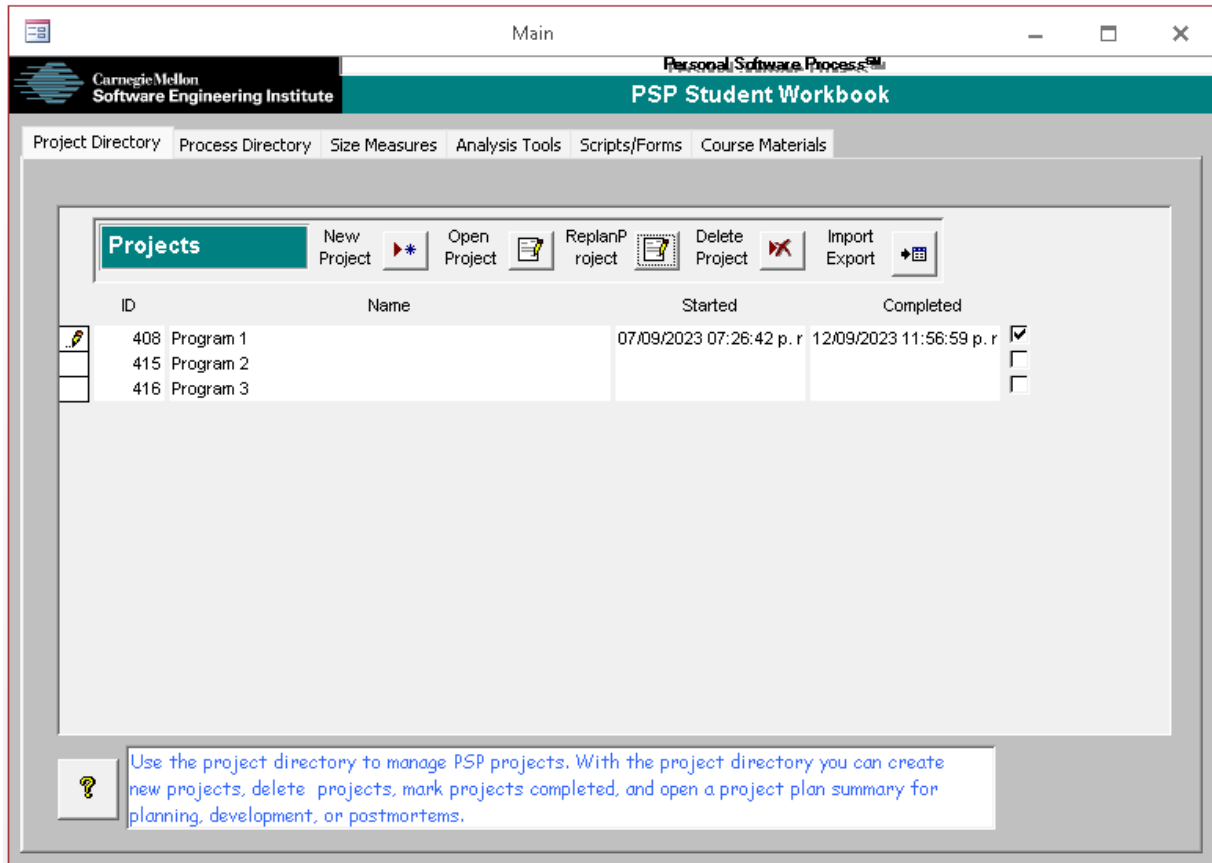 Main
Personal Software Process
CarnegieMellon
Software Engineering Institute
PSP Student Workbook
Project Directory Process Directory Size Measures Analysis Tools Scripts/Forms Course Materials
Projects
New
Project
Open
Project
ReplanP
roject
Delete
Project
Import
Export
ID Name Started Completed
408 Program 1 07/09/2023 07:26:42 p. r 12/09/2023 11:56:59 p. r
415 Program 2
416 Program 3
?
Use the project directory to manage PSP projects. With the project directory you can create
new projects, delete projects, mark projects completed, and open a project plan summary for
planning, development, or postmortems.